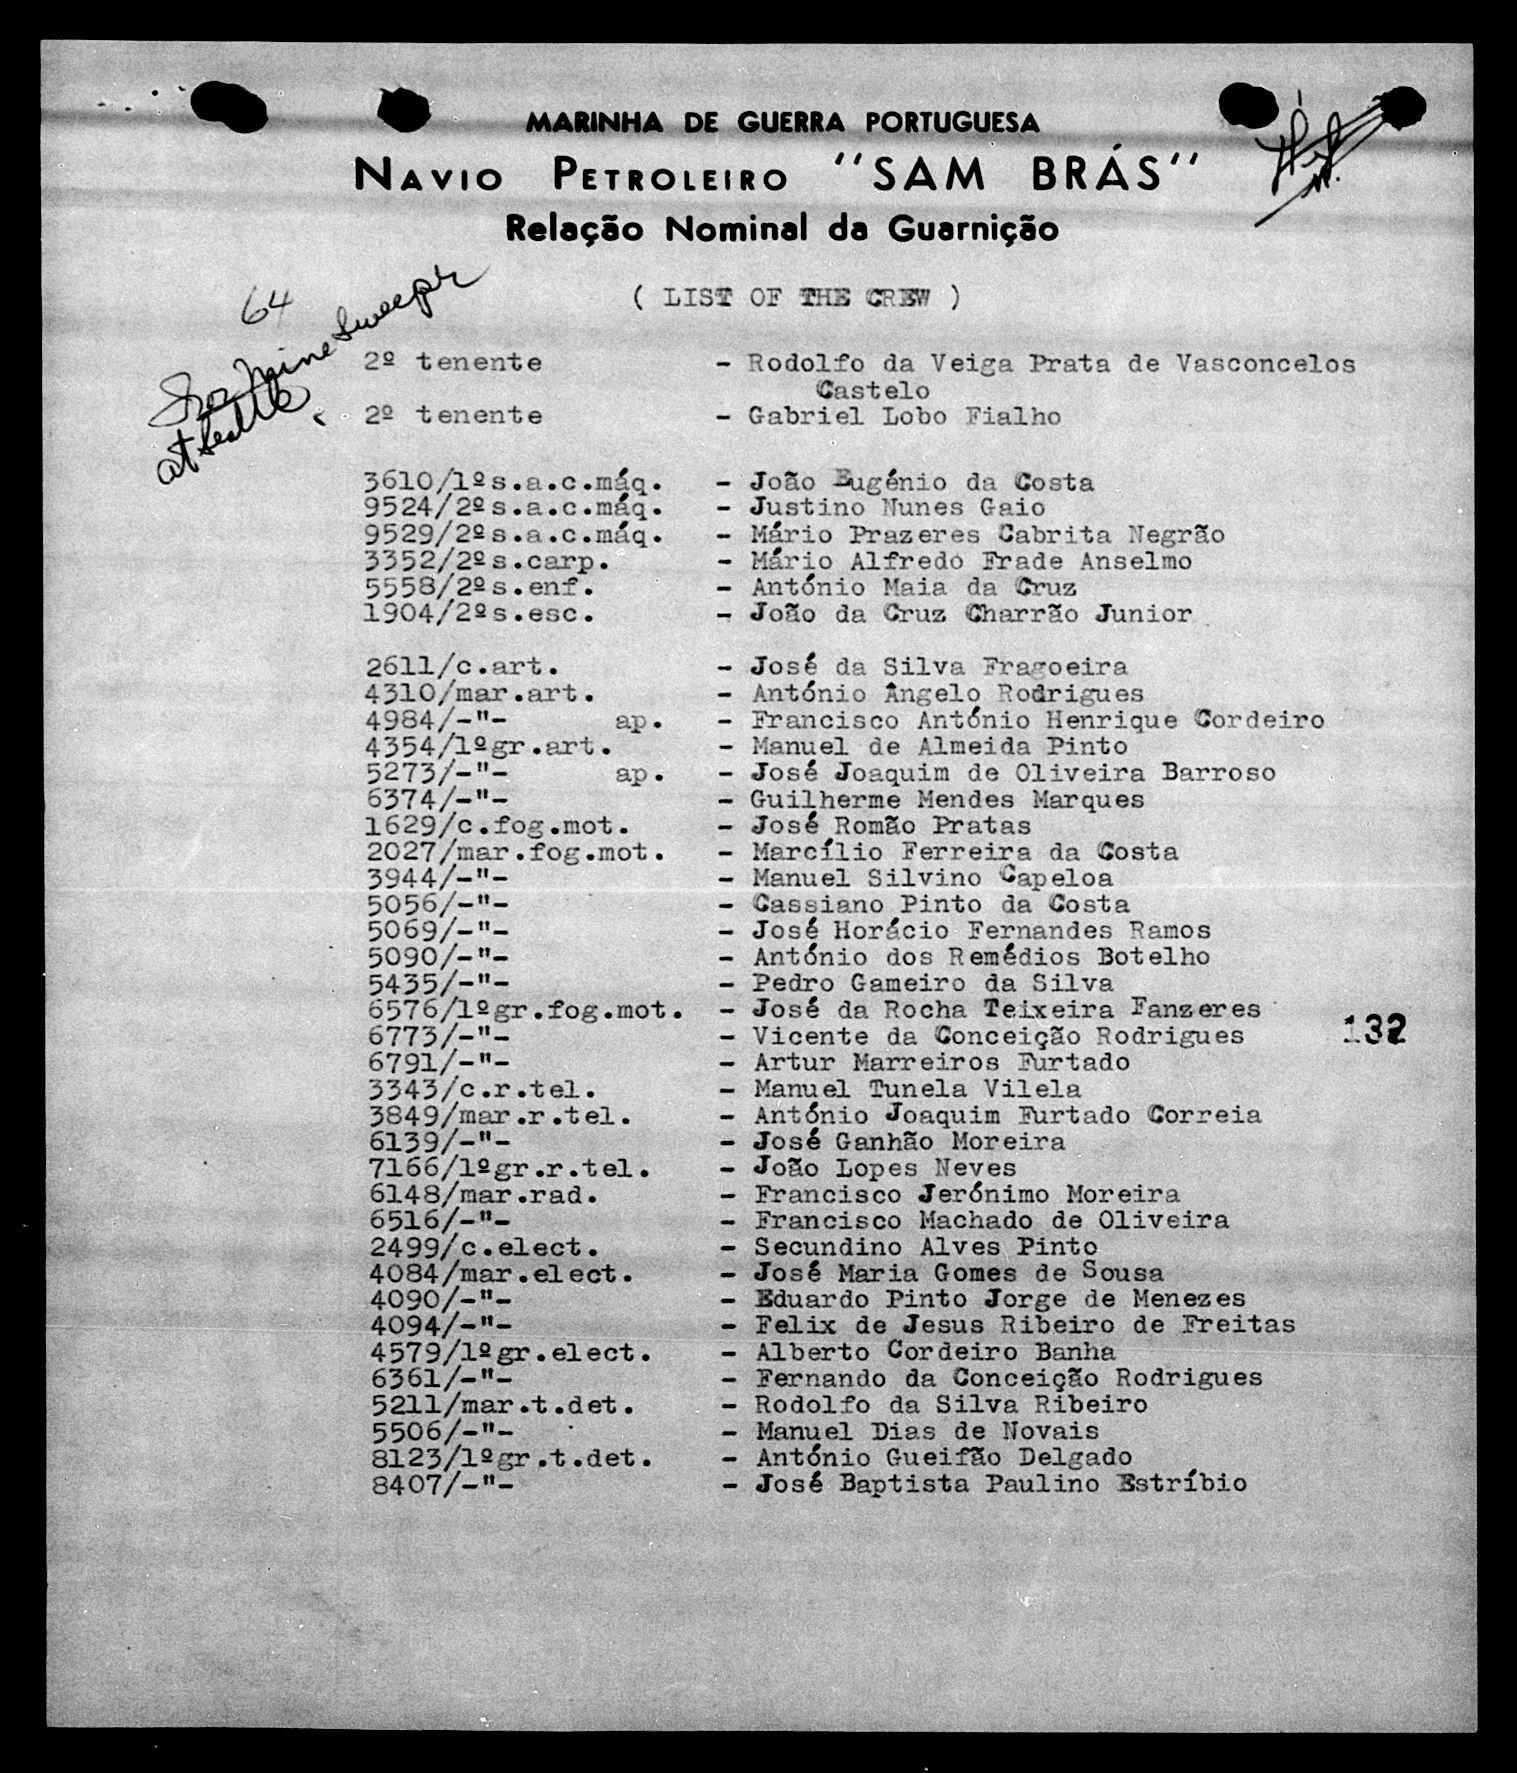 MARINHA DE GUERRA PORTUGUESA
NAVIO PETROLEIRO "SAM BRÁS"
Relação Nominal da Guarnição
( LIST OF THE CREW )
64
Mine Sweeper
at Seattle
2º tenente - Rodolfo da Veiga Prata de Vasconcelos
Castelo
2º tenente - Gabriel Lobo Fialho
3610/1ºs.a.c.máq. - João Eugénio da Costa
9524/2ºs.a.c.máq. - Justino Nunes Gaio
9529/2ºs.a.c.máq. - Mário Prazeres Cabrita Negrão
3352/2ºs.carp. - Mário Alfredo Frade Anselmo
5558/2ºs.enf. - António Maia da Cruz
1904/2ºs.esc. - João da Cruz Charrão Junior
2611/c.art. - José da Silva Fragoeira
4310/mar.art. - António Ângelo Rodrigues
4984/-"- ap. - Francisco António Henrique Cordeiro
4354/1ºgr.art. - Manuel de Almeida Pinto
5273/-"- ap. - José Joaquim de Oliveira Barroso
6374/-"- - Guilherme Mendes Marques
1629/c.fog.mot. - José Romão Pratas
2027/mar.fog.mot. - Marcílio Ferreira da Costa
3944/-"- - Manuel Silvino Capeloa
5056/-"- - Cassiano Pinto da Costa
5069/-"- - José Horácio Fernandes Ramos
5090/-"- - António dos Remédios Botelho
5435/-"- - Pedro Gameiro da Silva
6576/1ºgr.fog.mot. - José da Rocha Teixeira Fanzeres
6773/-"- - Vicente da Conceição Rodrigues
132
6791/-"- - Artur Marreiros Furtado
3343/c.r.tel. - Manuel Tunela Vilela
3849/mar.r.tel. - António Joaquim Furtado Correia
6139/-"- - José Ganhão Moreira
7166/1ºgr.r.tel. - João Lopes Neves
6148/mar.rad. - Francisco Jerónimo Moreira
6516/-"- - Francisco Machado de Oliveira
2499/c.elect. - Secundino Alves Pinto
4084/mar.elect. - José Maria Gomes de Sousa
4090/-"- - Eduardo Pinto Jorge de Menezes
4094/-"- - Felix de Jesus Ribeiro de Freitas
4579/1ºgr.elect. - Alberto Cordeiro Banha
6361/-"- - Fernando da Conceição Rodrigues
5211/mar.t.det. - Rodolfo da Silva Ribeiro
5506/-"- - Manuel Dias de Novais
8123/1ºgr.t.det. - António Gueifão Delgado
8407/-"- - José Baptista Paulino Estríbio